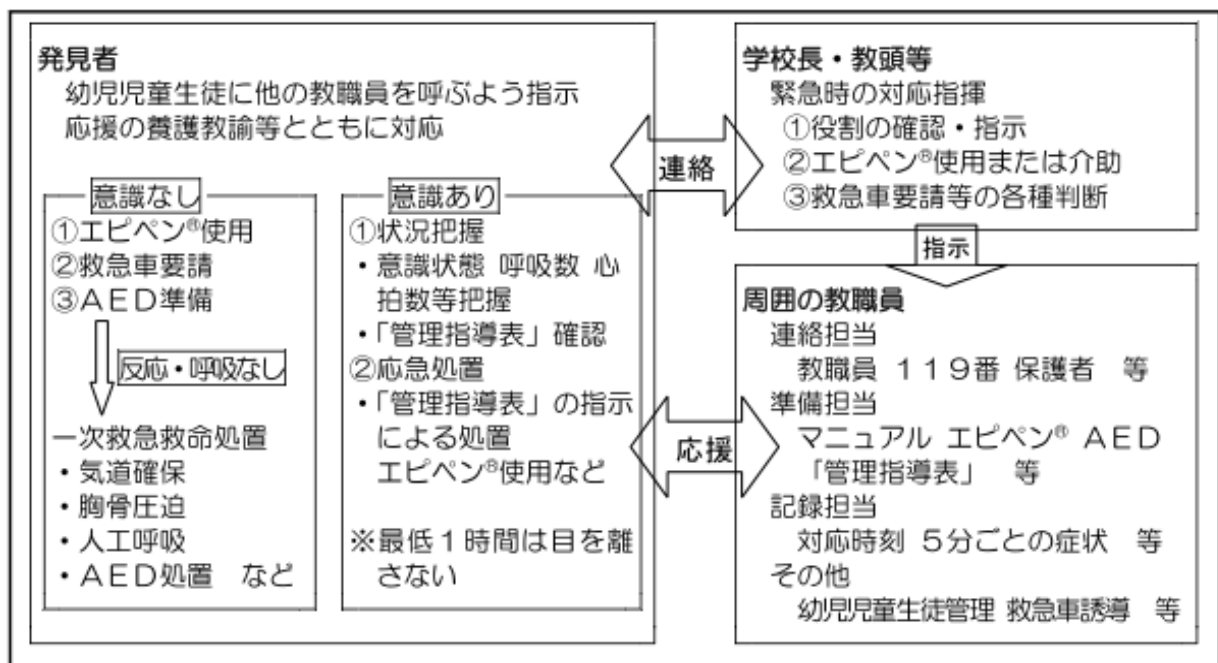 発見者
幼児児童生徒に他の教職員を呼ぶよう指示
応援の養護教諭等とともに対応
意識なし
①エピペン®使用
②救急車要請
③ＡＥＤ準備
反応・呼吸なし
一次救急救命処置
・気道確保
・胸骨圧迫
・人工呼吸
・ＡＥＤ処置　など
意識あり
①状況把握
・意識状態 呼吸数 心
拍数等把握
・「管理指導表」確認
②応急処置
・「管理指導表」の指示
による処置
エピペン®使用など
※最低１時間は目を離
さない
連絡
応援
学校長・教頭等
緊急時の対応指揮
①役割の確認・指示
②エピペン®使用または介助
③救急車要請等の各種判断
指示
周囲の教職員
連絡担当
教職員 １１９番 保護者　等
準備担当
マニュアル エピペン® ＡＥＤ
「管理指導表」　等
記録担当
対応時刻 ５分ごとの症状　等
その他
幼児児童生徒管理 救急車誘導　等